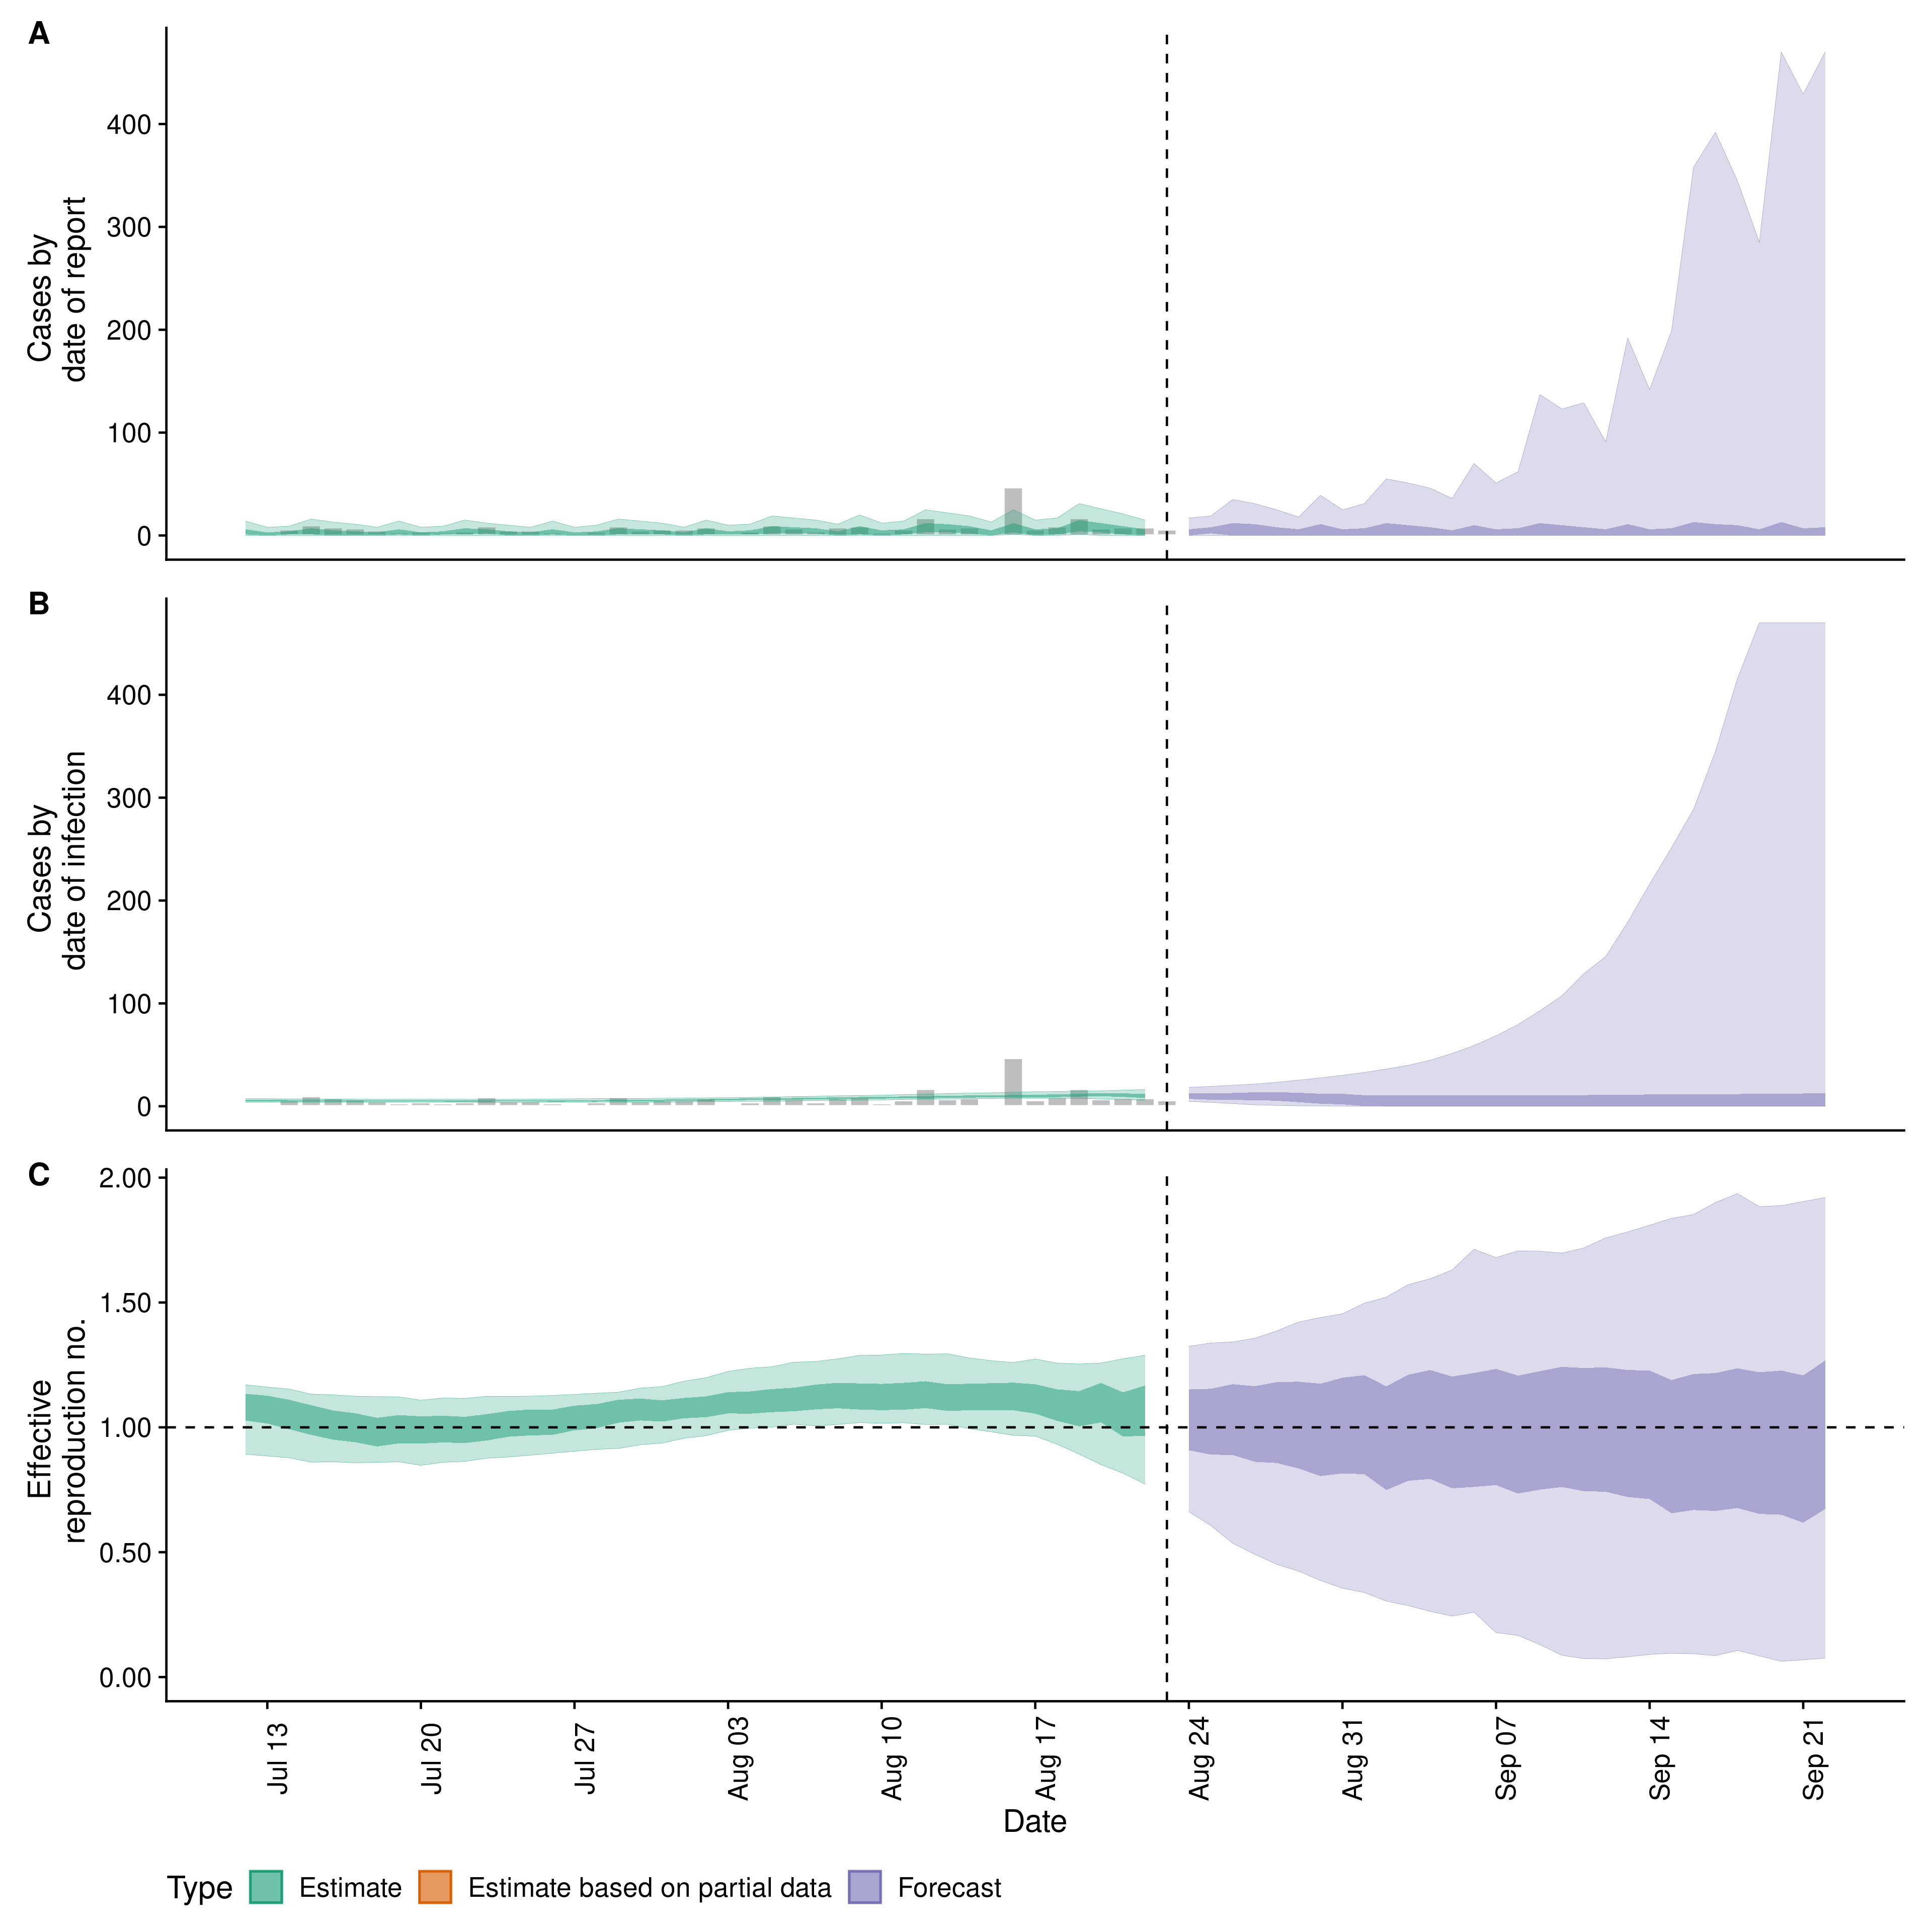 A
Cases by
date of report
400
300
200
100
0
B
Cases by
date of infection
400
300
200
100
0
C
Effective
reproduction no.
2.00
1.50
1.00
0.50
0.00
Jul 13
Jul 20
Jul 27
Aug 03
Aug 10
Aug 17
Aug 24
Aug 31
Sep 07
Sep 14
Sep 21
Date
Type Estimate Estimate based on partial data Forecast